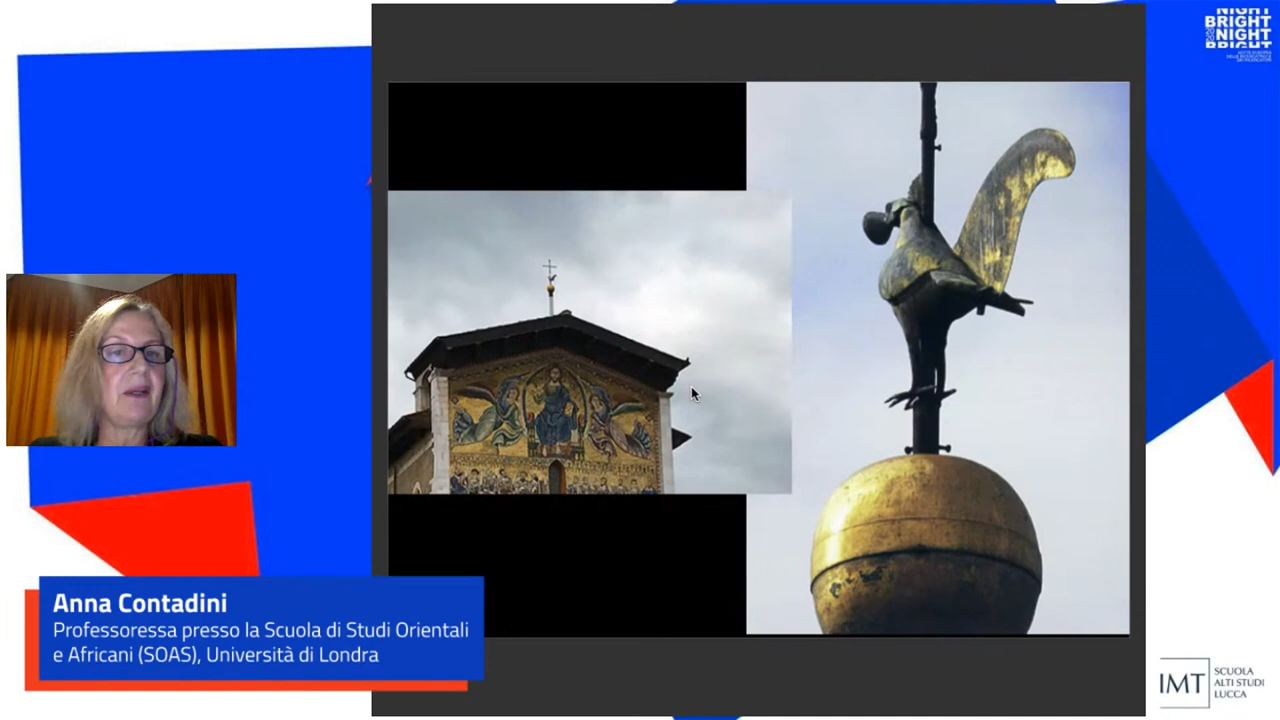 NIGHT
BRIGHT
NIGHT
BRIGHT
Anna Contadini
Professoressa presso la Scuola di Studi Orientali
e Africani (SOAS), Università di Londra
IMT
SCUOLA
ALTI STUDI
LUCCA